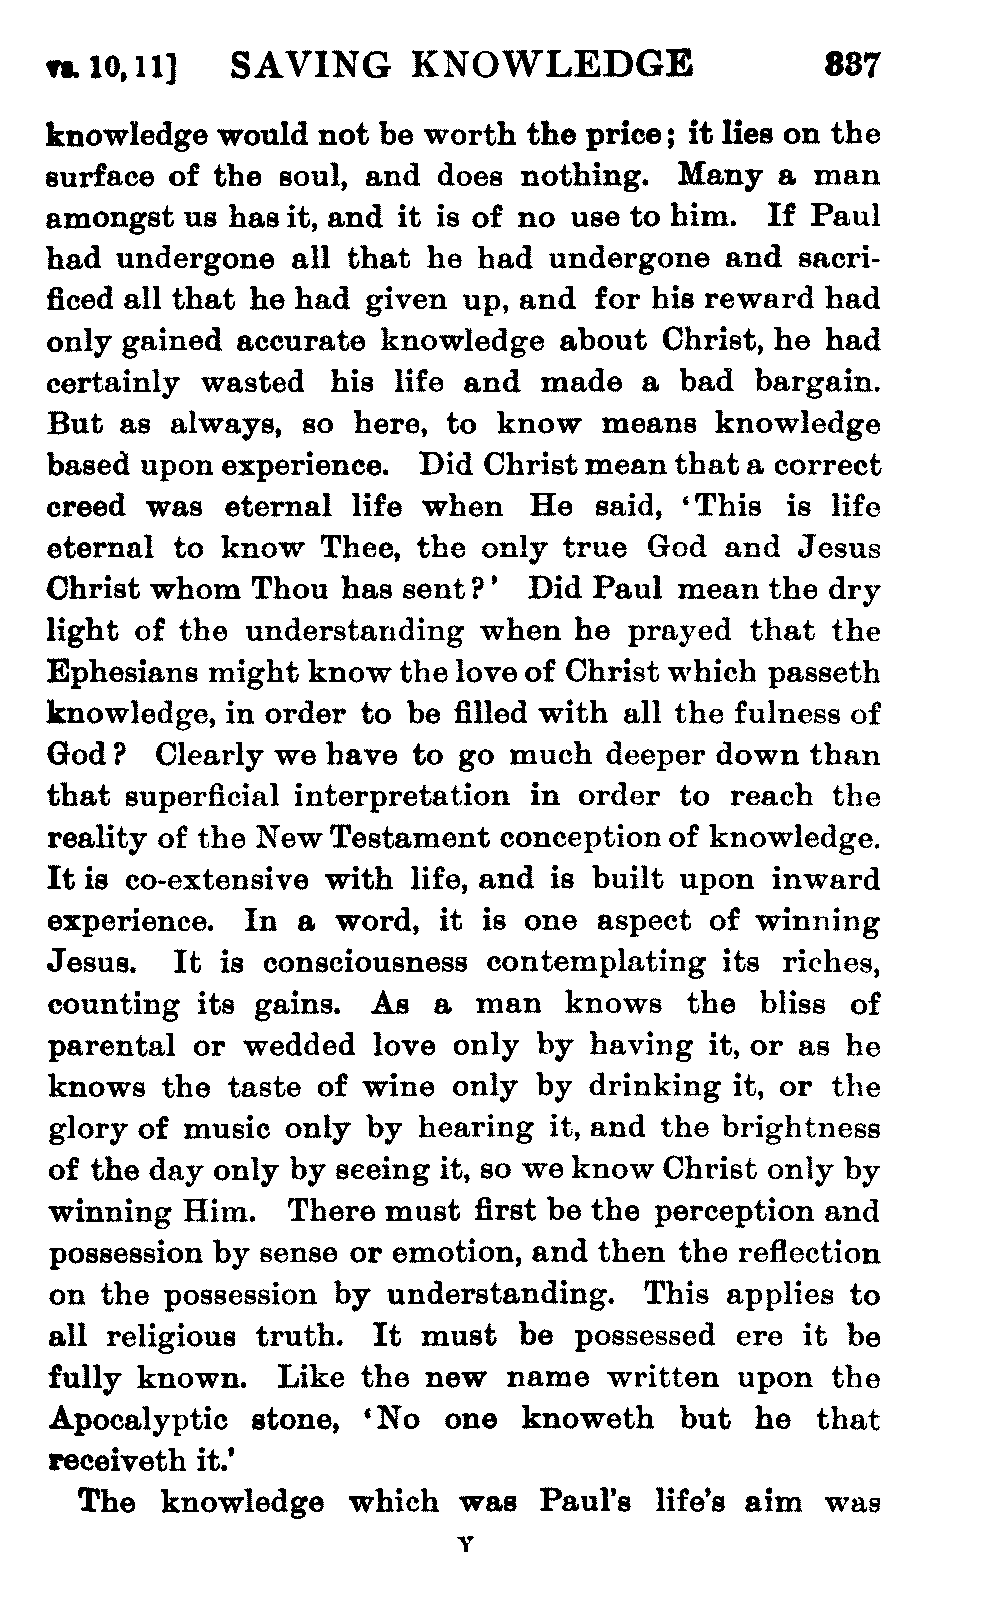 vs. 10, 11] SAVING KNOWLEDGE 337
knowledge would not be worth the price; it lies on the
surface of the soul, and does nothing. Many a man
amongst us has it, and it is of no use to him. If Paul
had undergone all that he had undergone and sacri-
ficed all that he had given up, and for his reward had
only gained accurate knowledge about Christ, he had
certainly wasted his life and made a bad bargain.
But as always, so here, to know means knowledge
based upon experience. Did Christ mean that a correct
creed was eternal life when He said, ‘This is life
eternal to know Thee, the only true God and Jesus
Christ whom Thou has sent?’ Did Paul mean the dry
light of the understanding when he prayed that the
Ephesians might know the love of Christ which passeth
knowledge, in order to be filled with all the fulness of
God? Clearly we have to go much deeper down than
that superficial interpretation in order to reach the
reality of the New Testament conception of knowledge.
It is co-extensive with life, and is built upon inward
experience. In a word, it is one aspect of winning
Jesus. It is consciousness contemplating its riches,
counting its gains. As a man knows the bliss of
parental or wedded love only by having it, or as he
knows the taste of wine only by drinking it, or the
glory of music only by hearing it, and the brightness
of the day only by seeing it, so we know Christ only by
winning Him. There must first be the perception and
possession by sense or emotion, and then the reflection
on the possession by understanding. This applies to
all religious truth. It must be possessed ere it be
fully known. Like the new name written upon the
Apocalyptic stone, ‘No one knoweth but he that
receiveth it.’
The knowledge which was Paul’s life’s aim was
Y